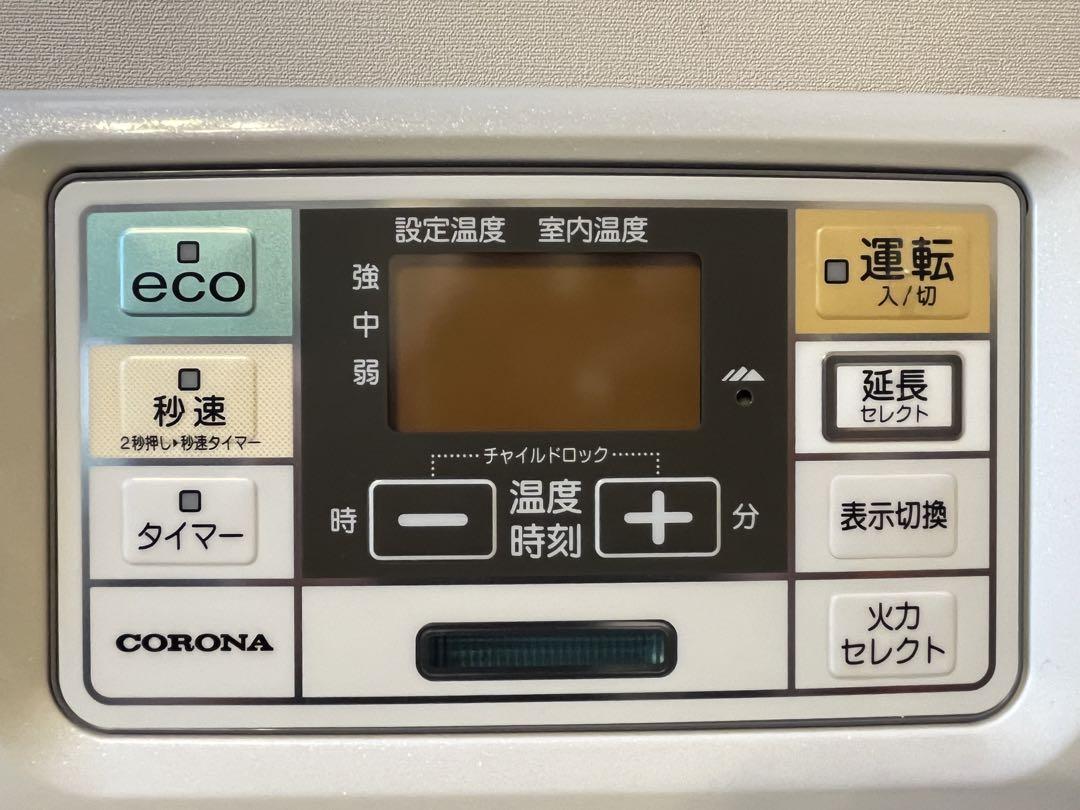 設定温度 室内温度
eco
強
中
弱
運転
入/切
秒速
2秒押し▶秒速タイマー
延長
セレクト
チャイルドロック
タイマー
時
－
温度
時刻
＋
分
表示切換
CORONA
火力
セレクト